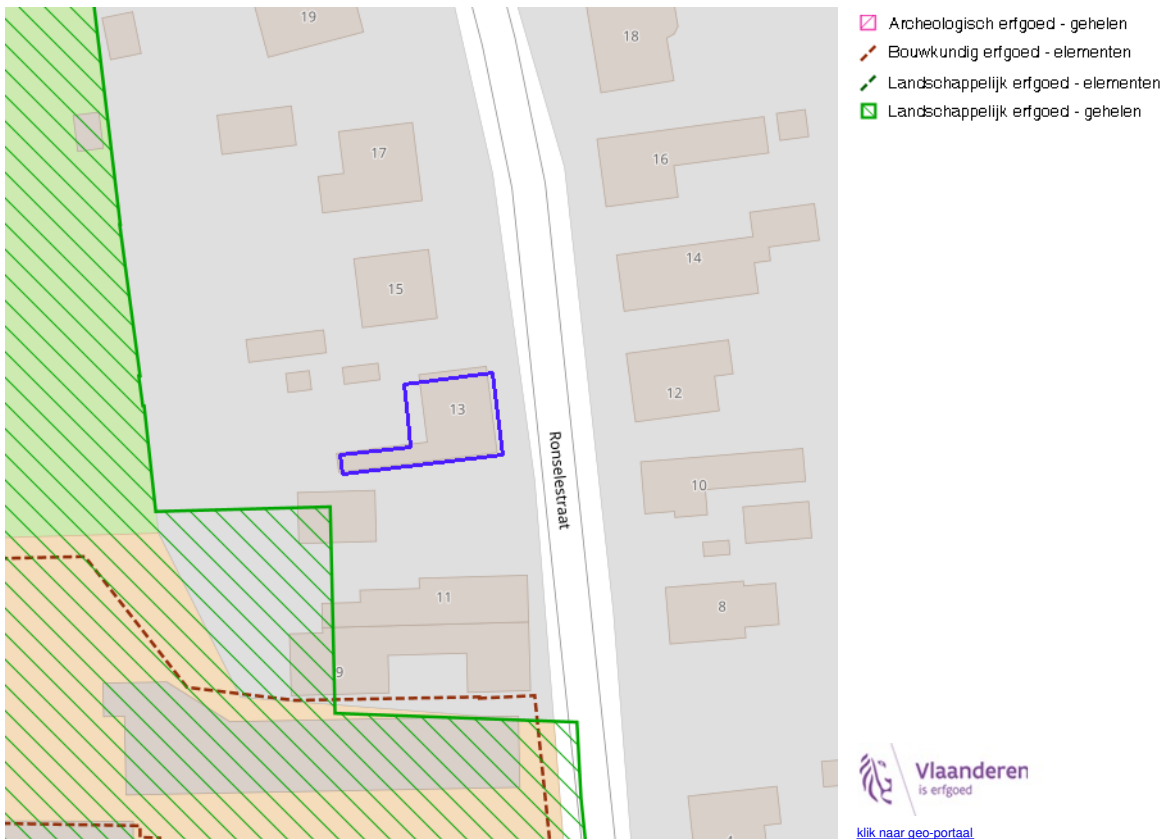 19
18
17
16
15
14
13
12
10
11
8
9
Ronselestraat
Archeologisch erfgoed - gehelen
Bouwkundig erfgoed - elementen
Landschappelijk erfgoed - elementen
Landschappelijk erfgoed - gehelen
Vlaanderen
is erfgoed
klik naar geo-portaal